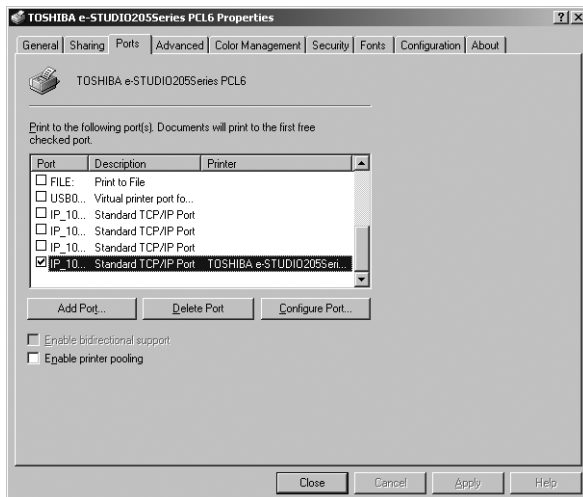 TOSHIBA e-STUDIO205Series PCL6 Properties
General Sharing Ports Advanced Color Management Security Fonts Configuration About
TOSHIBA e-STUDIO205Series PCL6
Print to the following port(s). Documents will print to the first free
checked port.
Port Description Printer
FILE: Print to File
USB0... Virtual printer port fo...
IP_10... Standard TCP/IP Port
IP_10... Standard TCP/IP Port
IP_10... Standard TCP/IP Port
IP_10... Standard TCP/IP Port TOSHIBA e-STUDIO205Seri...
Add Port... Delete Port Configure Port...
Enable bidirectional support
Enable printer pooling
Close Cancel Apply Help